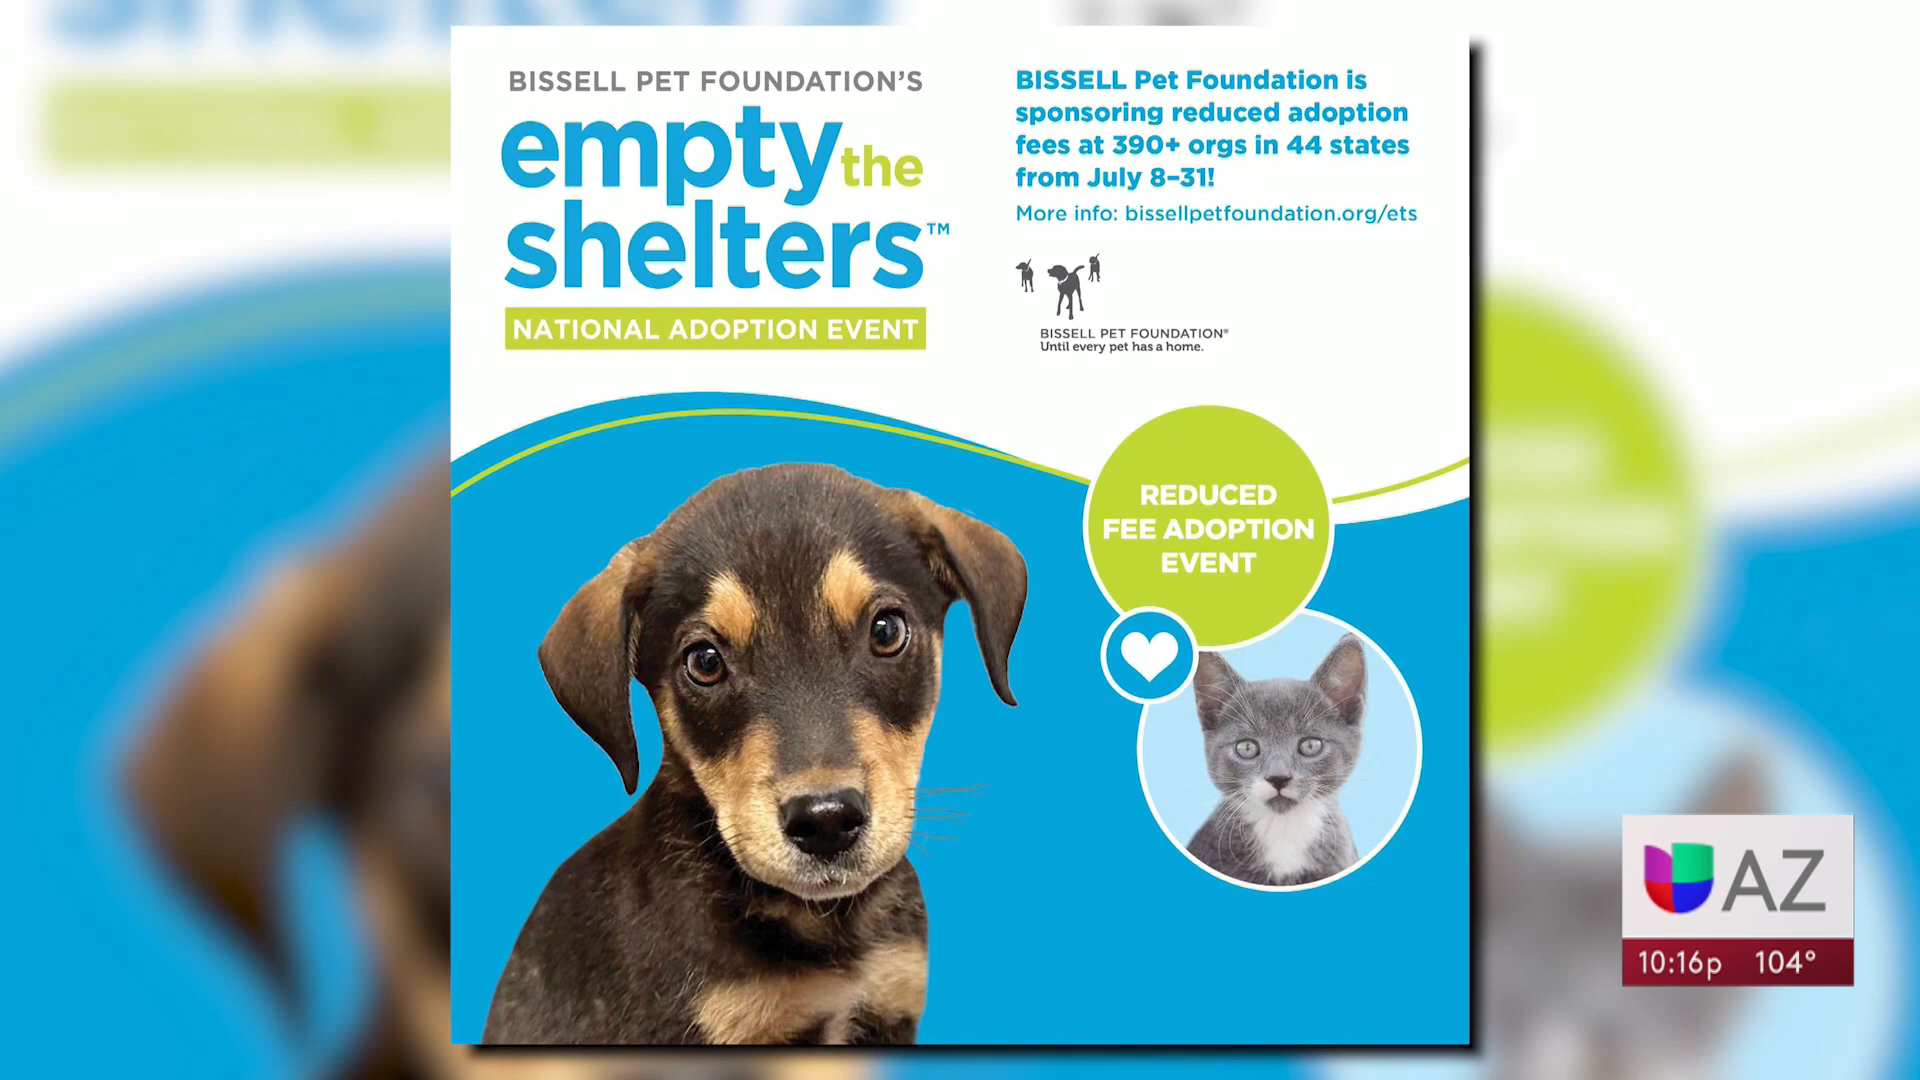 BISSELL PET FOUNDATION'S
empty the
shelters™
NATIONAL ADOPTION EVENT
BISSELL Pet Foundation is
sponsoring reduced adoption
fees at 390+ orgs in 44 states
from July 8–31!
More info: bissellpetfoundation.org/ets
BISSELL PET FOUNDATION®
Until every pet has a home.
REDUCED
FEE ADOPTION
EVENT
AZ
10:16p 104°